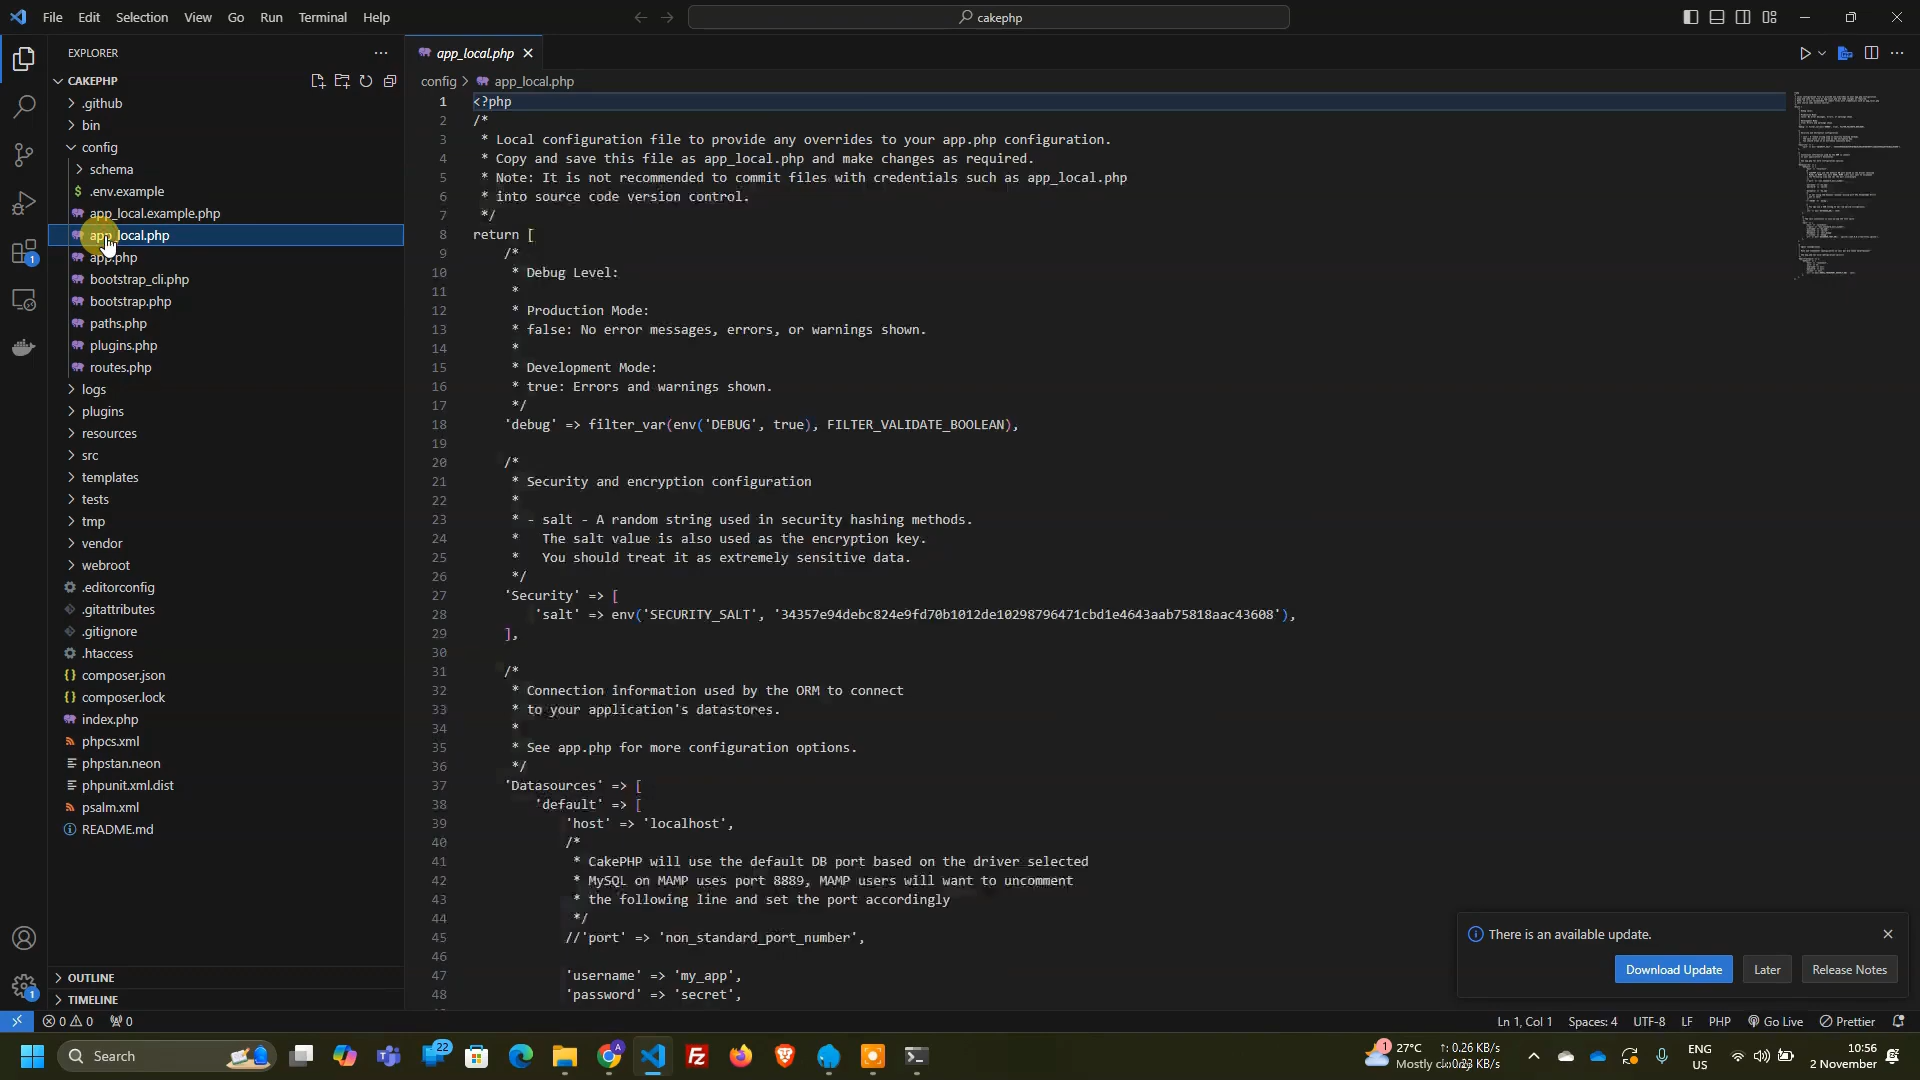 File Edit Selection View Go Run Terminal Help
cakephp
EXPLORER
CAKEPHP
.github
bin
config
schema
.env.example
app_local.example.php
app_local.php
app.php
bootstrap_cli.php
bootstrap.php
paths.php
plugins.php
routes.php
logs
plugins
resources
src
templates
tests
tmp
vendor
webroot
.editorconfig
.gitattributes
.gitignore
.htaccess
composer.json
composer.lock
index.php
phpcs.xml
phpstan.neon
phpunit.xml.dist
psalm.xml
README.md
OUTLINE
TIMELINE
1
1
app_local.php
config > app_local.php
1 <?php
2 /*
3 * Local configuration file to provide any overrides to your app.php configuration.
4 * Copy and save this file as app_local.php and make changes as required.
5 * Note: It is not recommended to commit files with credentials such as app_local.php
6 * into source code version control.
7 */
8 return [
9 /*
10 * Debug Level:
11 *
12 * Production Mode:
13 * false: No error messages, errors, or warnings shown.
14 *
15 * Development Mode:
16 * true: Errors and warnings shown.
17 */
18 'debug' => filter_var(env('DEBUG', true), FILTER_VALIDATE_BOOLEAN),
19
20 /*
21 * Security and encryption configuration
22 *
23 * - salt - A random string used in security hashing methods.
24 * The salt value is also used as the encryption key.
25 * You should treat it as extremely sensitive data.
26 */
27 'Security' => [
28 'salt' => env('SECURITY_SALT', '34357e94debc824e9fd70b1012de10298796471cbd1e4643aab75818aac43608'),
29 ],
30
31 /*
32 * Connection information used by the ORM to connect
33 * to your application's datastores.
34 *
35 * See app.php for more configuration options.
36 */
37 'Datasources' => [
38 'default' => [
39 'host' => 'localhost',
40 /*
41 * CakePHP will use the default DB port based on the driver selected
42 * MySQL on MAMP uses port 8889, MAMP users will want to uncomment
43 * the following line and set the port accordingly
44 */
45 //'port' => 'non_standard_port_number',
46
47 'username' => 'my_app',
48 'password' => 'secret',
There is an available update.
Download Update Later Release Notes
0 0 0
Ln 1, Col 1 Spaces: 4 UTF-8 LF PHP Go Live Prettier
Search
22
1
27°C
Mostly cloudy
↑: 0.26 KB/s
ENG
US
10:56
2 November